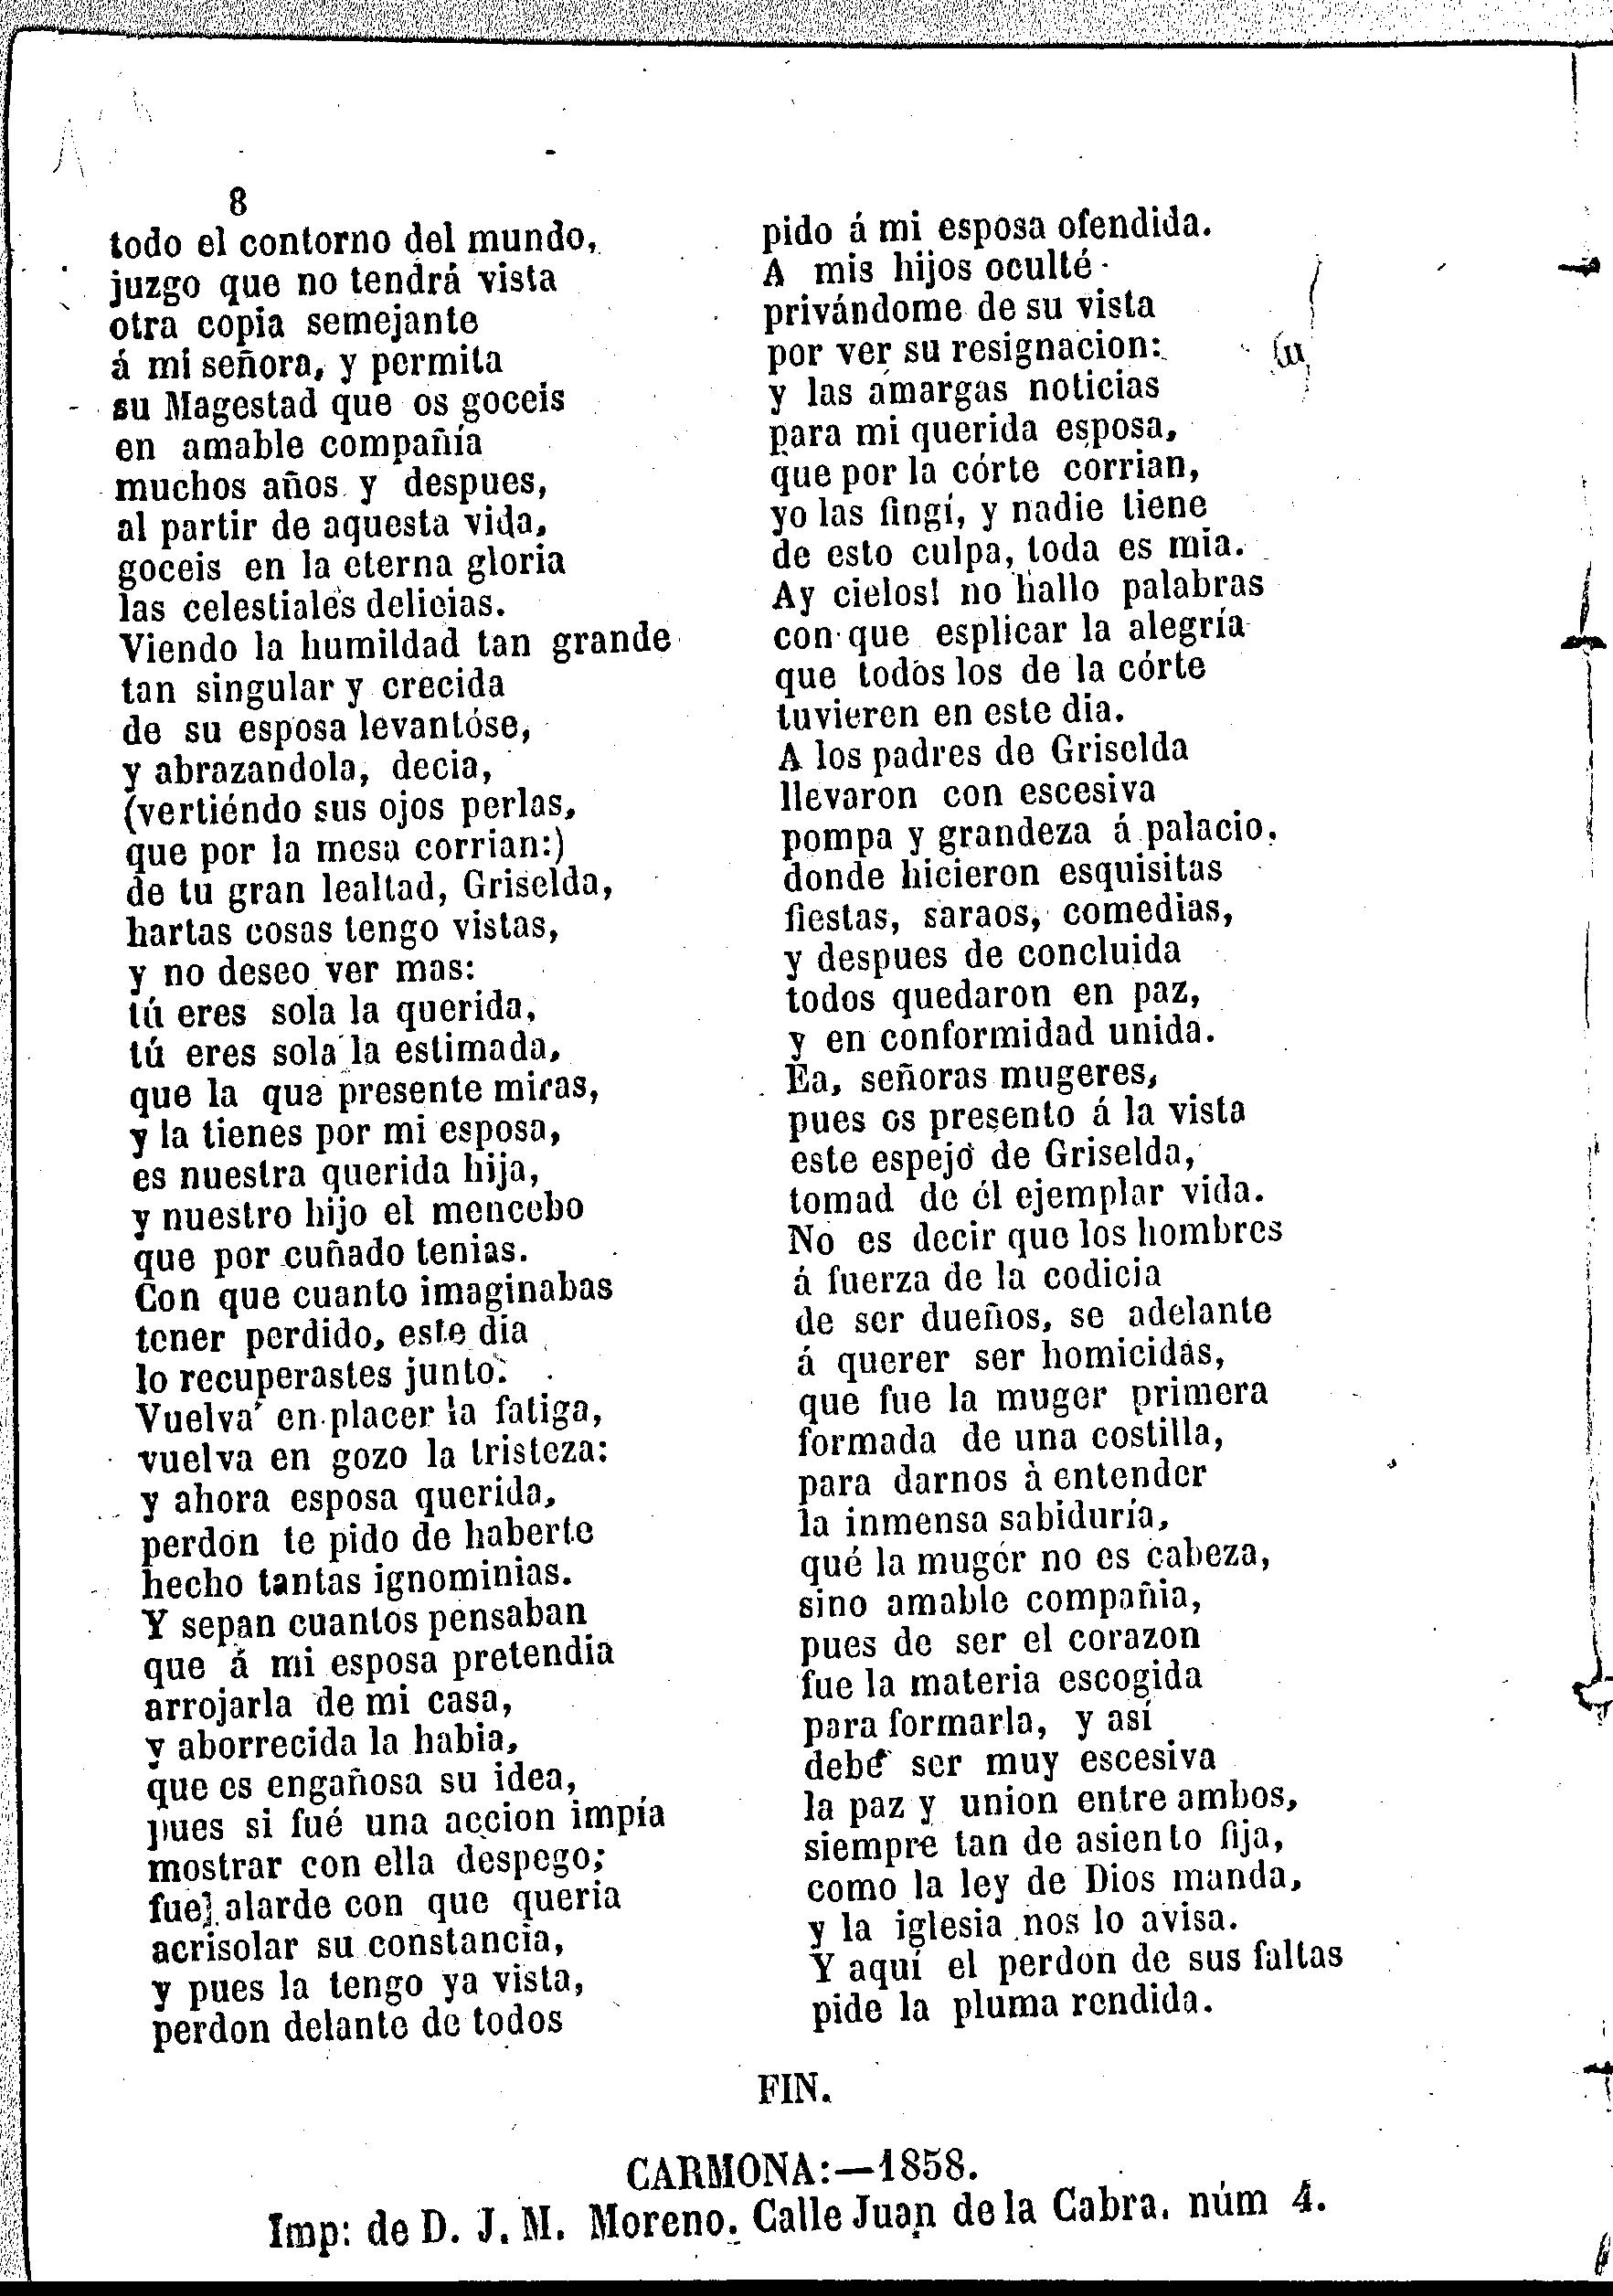 8
todo el contorno del mundo,
juzgo que no tendrá vista
otra copia semejante
á mi señora, y permita
su Magestad que os goceis
en amable compañía
muchos años y despues,
al partir de aquesta vida,
goceis en la eterna gloria
las celestiales delicias.
Viendo la humildad tan grande
tan singular y crecida
de su esposa levantóse,
y abrazandola, decia,
(vertiéndo sus ojos perlas,
que por la mesa corrian:)
de tu gran lealtad, Griselda,
hartas cosas tengo vistas,
y no deseo ver mas:
tú eres sola la querida,
tú eres sola la estimada,
que la que presente miras,
y la tienes por mi esposa,
es nuestra querida hija,
y nuestro hijo el mencebo
que por cuñado tenias.
Con que cuanto imaginabas
tener perdido, este dia
lo recuperastes junto:
Vuelva en placer la fatiga,
vuelva en gozo la tristeza:
y ahora esposa querida,
perdon te pido de haberte
hecho tantas ignominias.
Y sepan cuantos pensaban
que á mi esposa pretendia
arrojarla de mi casa,
y aborrecida la habia,
que es engañosa su idea,
pues si fué una accion impía
mostrar con ella despego;
fuel alarde con que queria
acrisolar su constancia,
y pues la tengo ya vista,
perdon delante de todos
pido á mi esposa ofendida.
A mis hijos oculté
privándome de su vista
por ver su resignacion:
y las amargas noticias
para mi querida esposa,
que por la córte corrian,
yo las fingí, y nadie tiene
de esto culpa, toda es mia.
Ay cielos! no hallo palabras
con que esplicar la alegría
que todos los de la córte
tuvieren en este dia.
A los padres de Griselda
llevaron con escesiva
pompa y grandeza á palacio,
donde hicieron esquisitas
fiestas, saraos, comedias,
y despues de concluida
todos quedaron en paz,
y en conformidad unida.
Ea, señoras mugeres,
pues os presento á la vista
este espejo de Griselda,
tomad de él ejemplar vida.
No es decir que los hombres
á fuerza de la codicia
de ser dueños, se adelante
á querer ser homicidas,
que fue la muger primera
formada de una costilla,
para darnos à entender
la inmensa sabiduría,
qué la muger no es cabeza,
sino amable compañia,
pues de ser el corazon
fue la materia escogida
para formarla, y así
debe ser muy escesiva
la paz y union entre ambos,
siempre tan de asiento fija,
como la ley de Dios manda,
y la iglesia nos lo avisa.
Y aquí el perdon de sus faltas
pide la pluma rendida.
FIN.
CARMONA:—1858.
Imp: de D. J. M. Moreno. Calle Juan de la Cabra. núm 4.